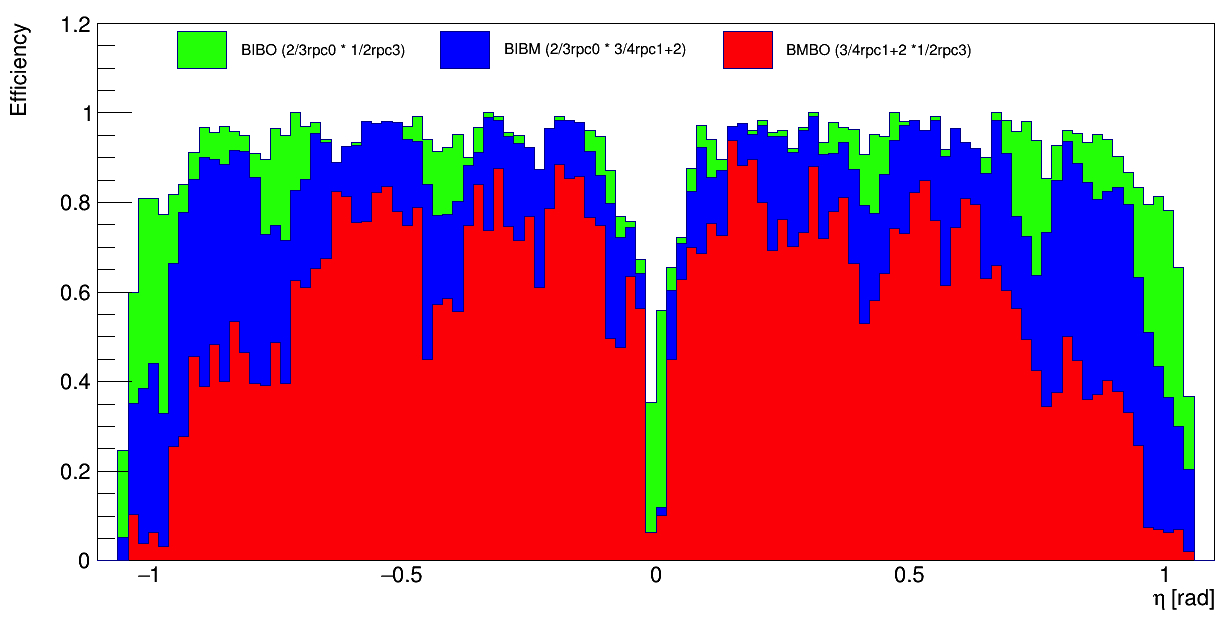 Efficiency
1.2
BIBO (2/3rpc0 * 1/2rpc3)
BIBM (2/3rpc0 * 3/4rpc1+2)
BMBO (3/4rpc1+2 *1/2rpc3)
1
0.8
0.6
0.4
0.2
0
−1
−0.5
0
0.5
1
η [rad]